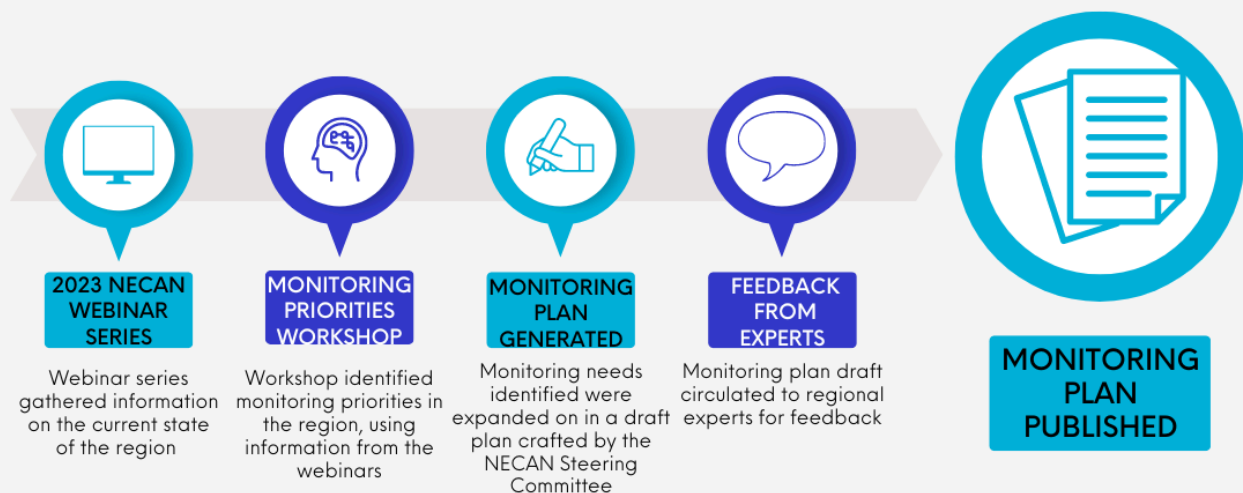 2023 NECAN
WEBINAR
SERIES
Webinar series
gathered information
on the current state
of the region
MONITORING
PRIORITIES
WORKSHOP
Workshop identified
monitoring priorities in
the region, using
information from the
webinars
MONITORING
PLAN
GENERATED
Monitoring needs
identified were
expanded on in a draft
plan crafted by the
NECAN Steering
Committee
FEEDBACK
FROM
EXPERTS
Monitoring plan draft
circulated to regional
experts for feedback
MONITORING
PLAN
PUBLISHED